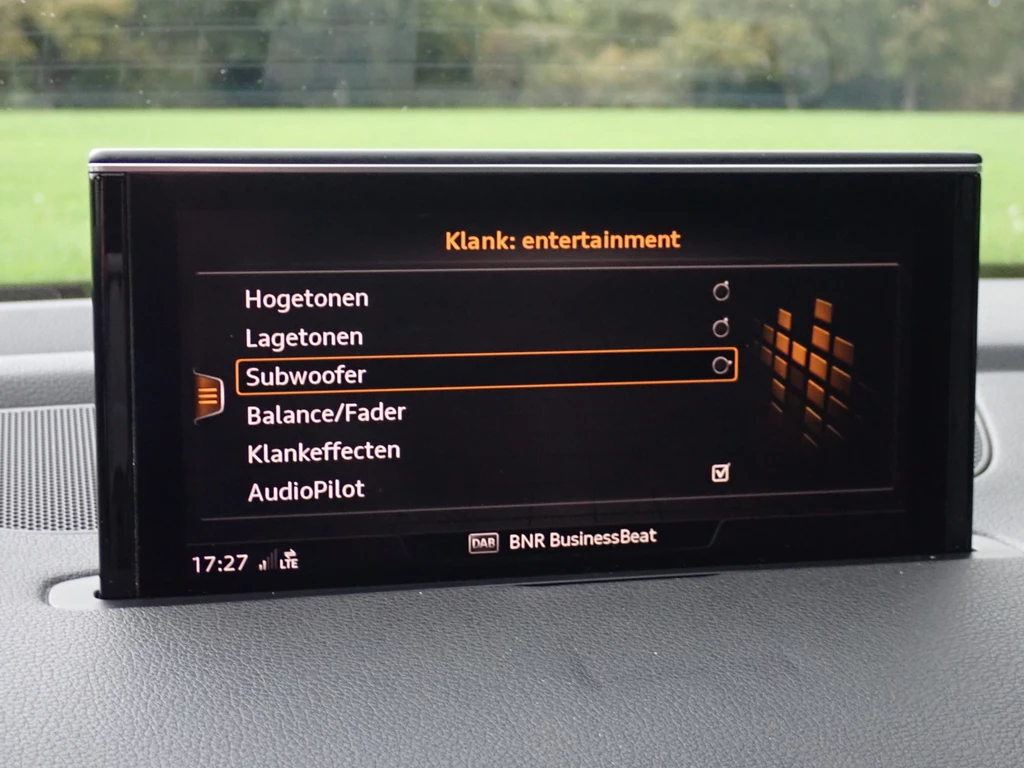 Klank: entertainment
Hogetonen
Lagetonen
Subwoofer
Balance/Fader
Klankeffecten
AudioPilot
DAB BNR BusinessBeat
17:27 LTE